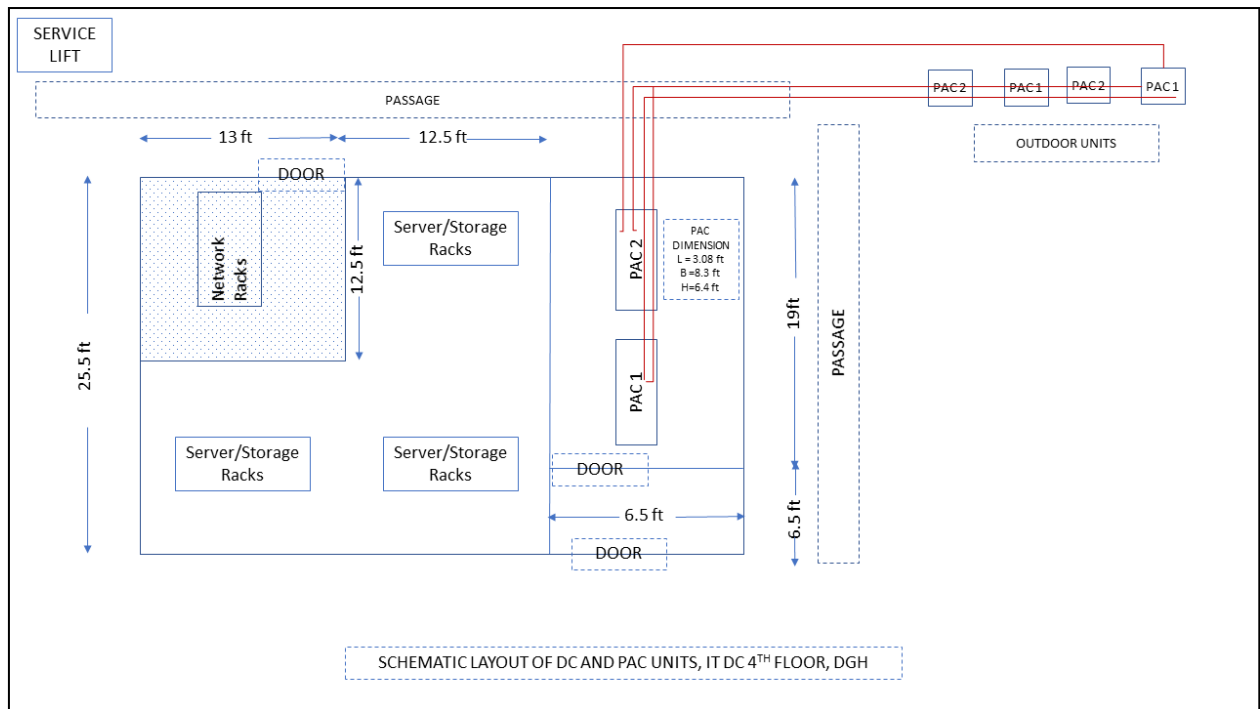 SERVICE
LIFT
PASSAGE
PAC2
PAC1
PAC2
PAC1
OUTDOOR UNITS
13 ft
12.5 ft
DOOR
Network
Racks
12.5 ft
Server/Storage
Racks
PAC 2
PAC
DIMENSION
L = 3.08 ft
B =8.3 ft
H=6.4 ft
19ft
PASSAGE
25.5 ft
PAC 1
Server/Storage
Racks
Server/Storage
Racks
DOOR
6.5 ft
6.5 ft
DOOR
SCHEMATIC LAYOUT OF DC AND PAC UNITS, IT DC 4TH FLOOR, DGH